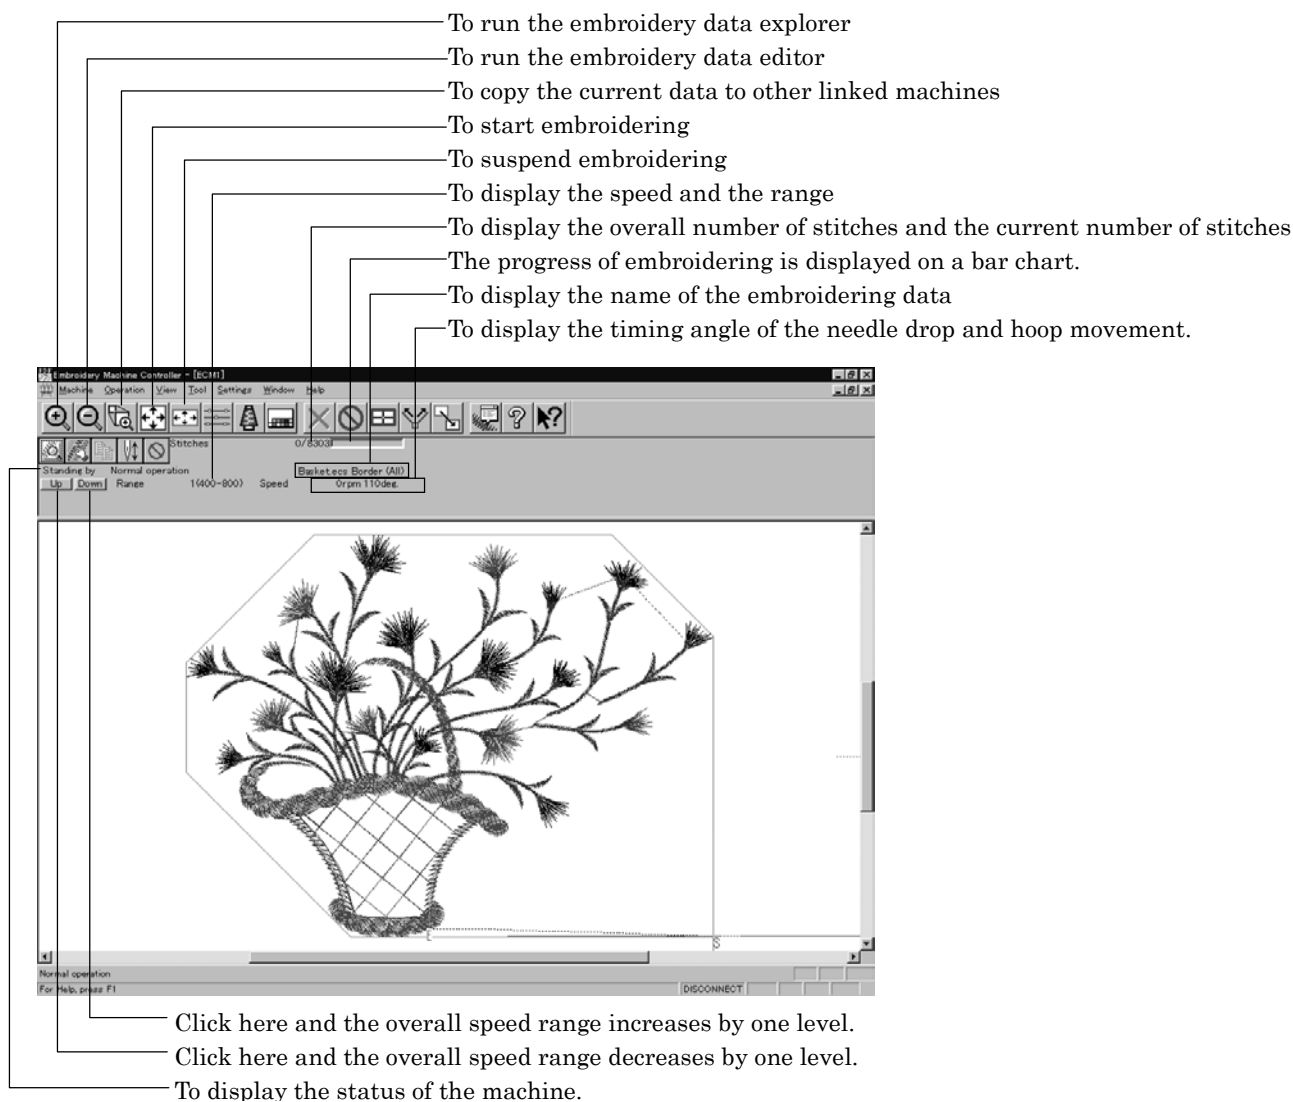 To run the embroidery data explorer
To run the embroidery data editor
To copy the current data to other linked machines
To start embroidering
To suspend embroidering
To display the speed and the range
To display the overall number of stitches and the current number of stitches
The progress of embroidering is displayed on a bar chart.
To display the name of the embroidering data
To display the timing angle of the needle drop and hoop movement.
Embroidery Machine Controller - [ECM1]
Machine Operation View Tool Settings Window Help
Stitches 0/8303
Standing by Normal operation Basket.ecs Border (All)
Up Down Range 1(400-800) Speed 0rpm 110deg.
E
S
Normal operation
For Help, press F1 DISCONNECT
Click here and the overall speed range increases by one level.
Click here and the overall speed range decreases by one level.
To display the status of the machine.